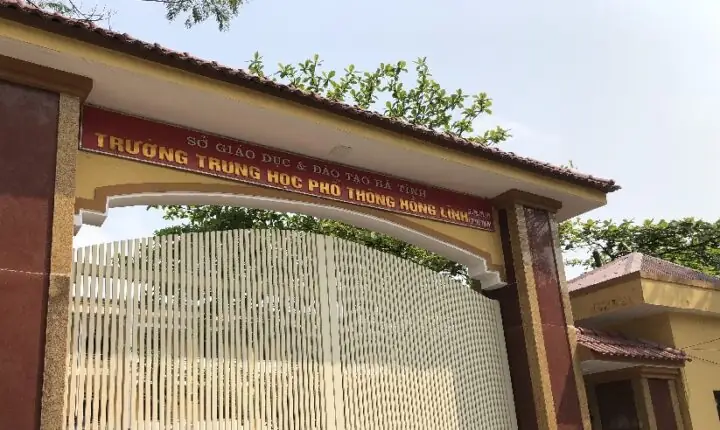 SỞ GIÁO DỤC & ĐÀO TẠO HÀ TĨNH
TRƯỜNG TRUNG HỌC PHỔ THÔNG HỒNG LĨNH